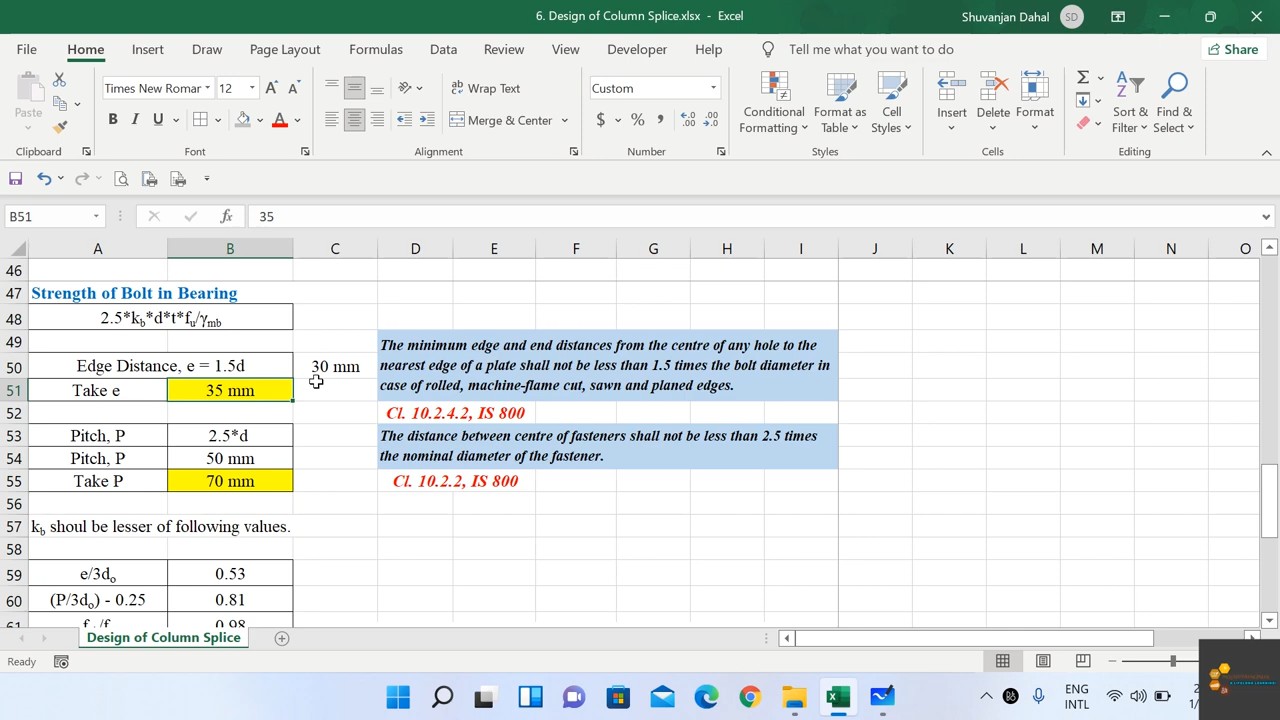 6. Design of Column Splice.xlsx - Excel
Shuvanjan Dahal SD
File Home Insert Draw Page Layout Formulas Data Review View Developer Help Tell me what you want to do Share
Paste
Times New Romar 12
B I U
Wrap Text
Merge & Center
Custom
$ % ,
Conditional Formatting
Format as Table
Cell Styles
Insert Delete Format
Sort & Filter
Find & Select
Clipboard Font Alignment Number Styles Cells Editing
B51 fx 35
A B C D E F G H I J K L M N O
46
47 Strength of Bolt in Bearing
48 2.5*kb*d*t*fu/γmb
49
The minimum edge and end distances from the centre of any hole to the
50 Edge Distance, e = 1.5d 30 mm nearest edge of a plate shall not be less than 1.5 times the bolt diameter in
51 Take e 35 mm case of rolled, machine-flame cut, sawn and planed edges.
52 Cl. 10.2.4.2, IS 800
53 Pitch, P 2.5*d The distance between centre of fasteners shall not be less than 2.5 times
54 Pitch, P 50 mm the nominal diameter of the fastener.
55 Take P 70 mm Cl. 10.2.2, IS 800
56
57 kb shoul be lesser of following values.
58
59 e/3do 0.53
60 (P/3do) - 0.25 0.81
61 0.98
Design of Column Splice
Ready
ENG
INTL